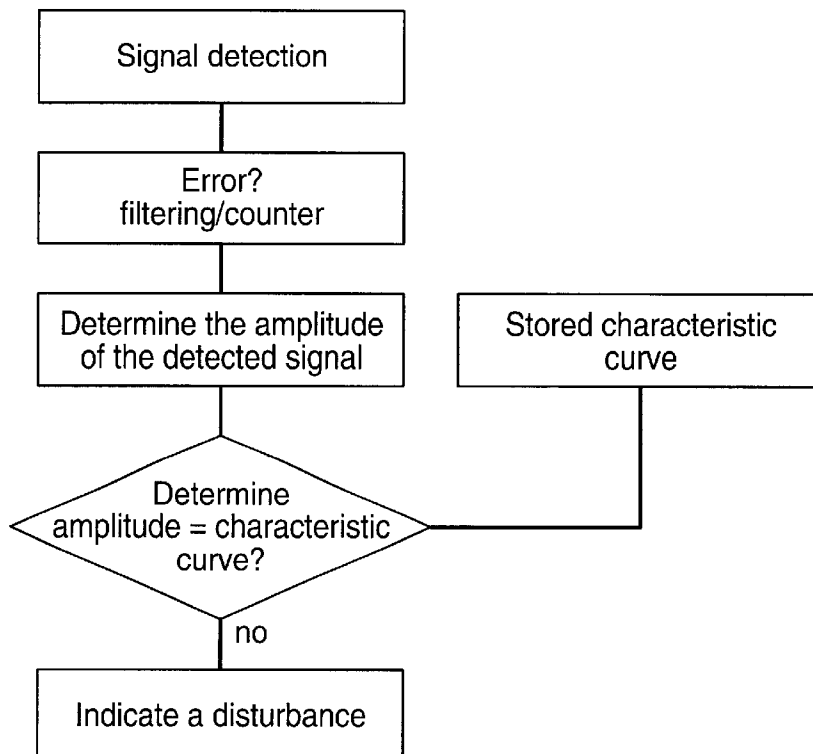 Signal detection
Error?
filtering/counter
Determine the amplitude
of the detected signal
Stored characteristic
curve
Determine
amplitude = characteristic
curve?
no
Indicate a disturbance